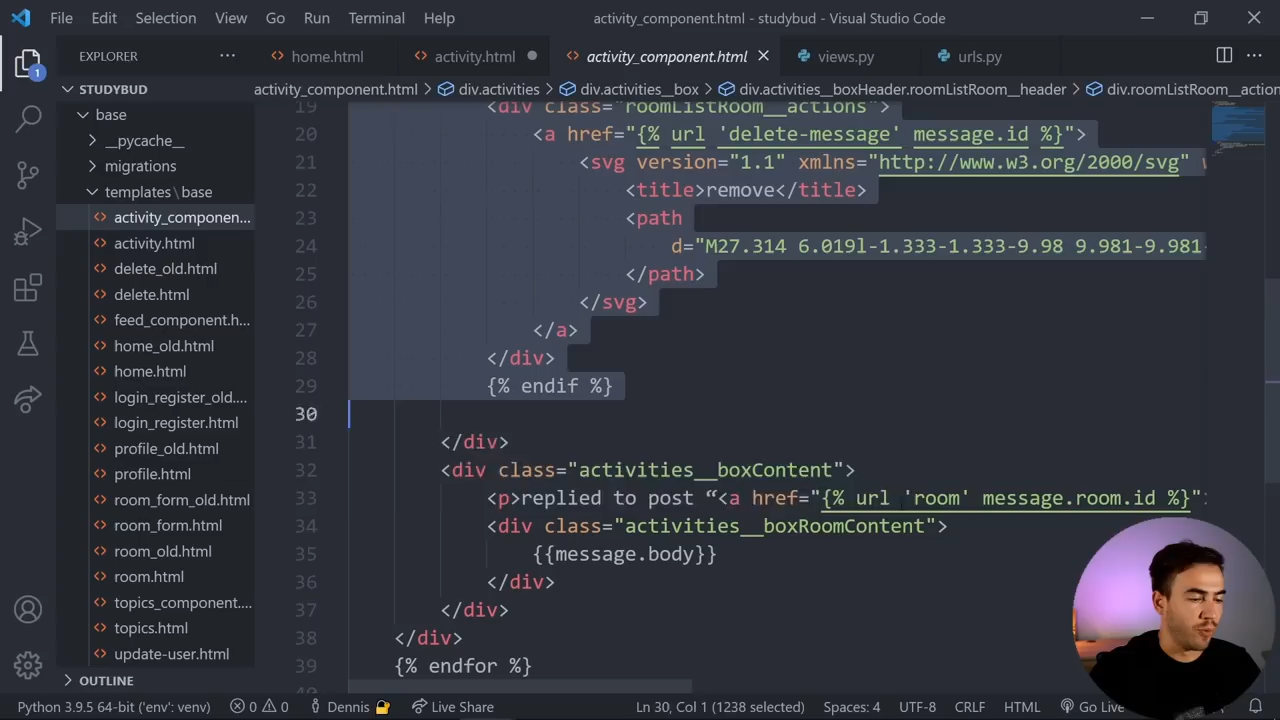 File Edit Selection View Go Run Terminal Help activity_component.html - studybud - Visual Studio Code
EXPLORER
home.html activity.html activity_component.html views.py urls.py
STUDYBUD
activity_component.html > div.activities > div.activities__box > div.activities__boxHeader.roomListRoom__header > div.roomListRoom__action
base
__pycache__
migrations
templates\base
activity_component...
activity.html
delete_old.html
delete.html
feed_component.h...
home_old.html
home.html
login_register_old....
login_register.html
profile_old.html
profile.html
room_form_old.html
room_form.html
room_old.html
room.html
topics_component....
topics.html
update-user.html
OUTLINE
19 <div class="roomListRoom__actions">
20 <a href="{% url 'delete-message' message.id %}">
21 <svg version="1.1" xmlns="http://www.w3.org/2000/svg"
22 <title>remove</title>
23 <path
24 d="M27.314 6.019l-1.333-1.333-9.98 9.981-9.981-
25 </path>
26 </svg>
27 </a>
28 </div>
29 {% endif %}
30
31 </div>
32 <div class="activities__boxContent">
33 <p>replied to post “<a href="{% url 'room' message.room.id %}">
34 <div class="activities__boxRoomContent">
35 {{message.body}}
36 </div>
37 </div>
38 </div>
39 {% endfor %}
1
Python 3.9.5 64-bit ('env': venv) 0 0 Dennis Live Share Ln 30, Col 1 (1238 selected) Spaces: 4 UTF-8 CRLF HTML Go Live